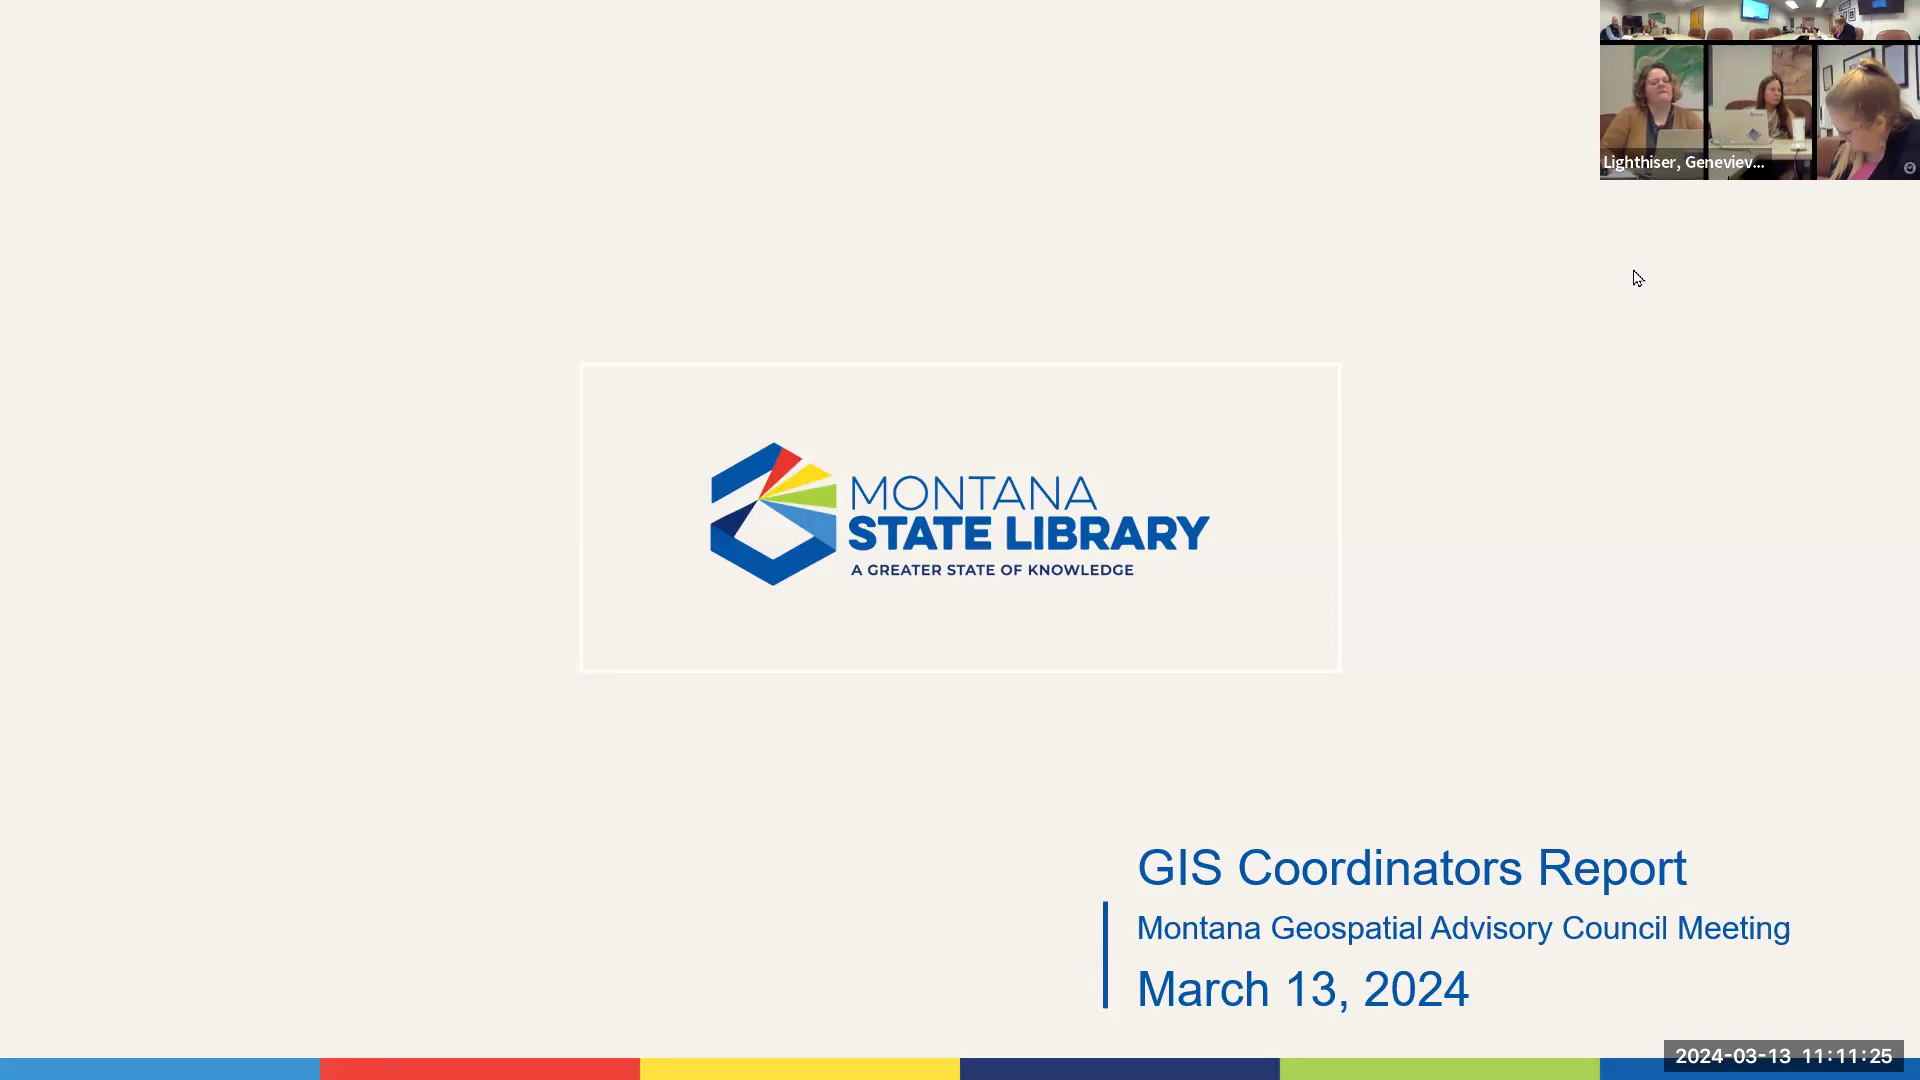 Lighthiser, Geneviev...
MONTANA
STATE LIBRARY
A GREATER STATE OF KNOWLEDGE
GIS Coordinators Report
Montana Geospatial Advisory Council Meeting
March 13, 2024
2024-03-13 11:11:25